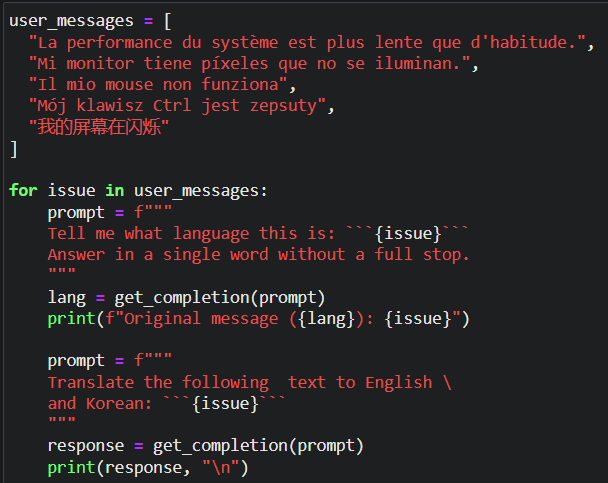 user_messages = [
  "La performance du système est plus lente que d'habitude.",
  "Mi monitor tiene píxeles que no se iluminan.",
  "Il mio mouse non funziona",
  "Mój klawisz Ctrl jest zepsuty",
  "我的屏幕在闪烁"
]

for issue in user_messages:
    prompt = f"""
    Tell me what language this is: ```{issue}```
    Answer in a single word without a full stop.
    """
    lang = get_completion(prompt)
    print(f"Original message ({lang}): {issue}")

    prompt = f"""
    Translate the following  text to English \
    and Korean: ```{issue}```
    """
    response = get_completion(prompt)
    print(response, "\n")